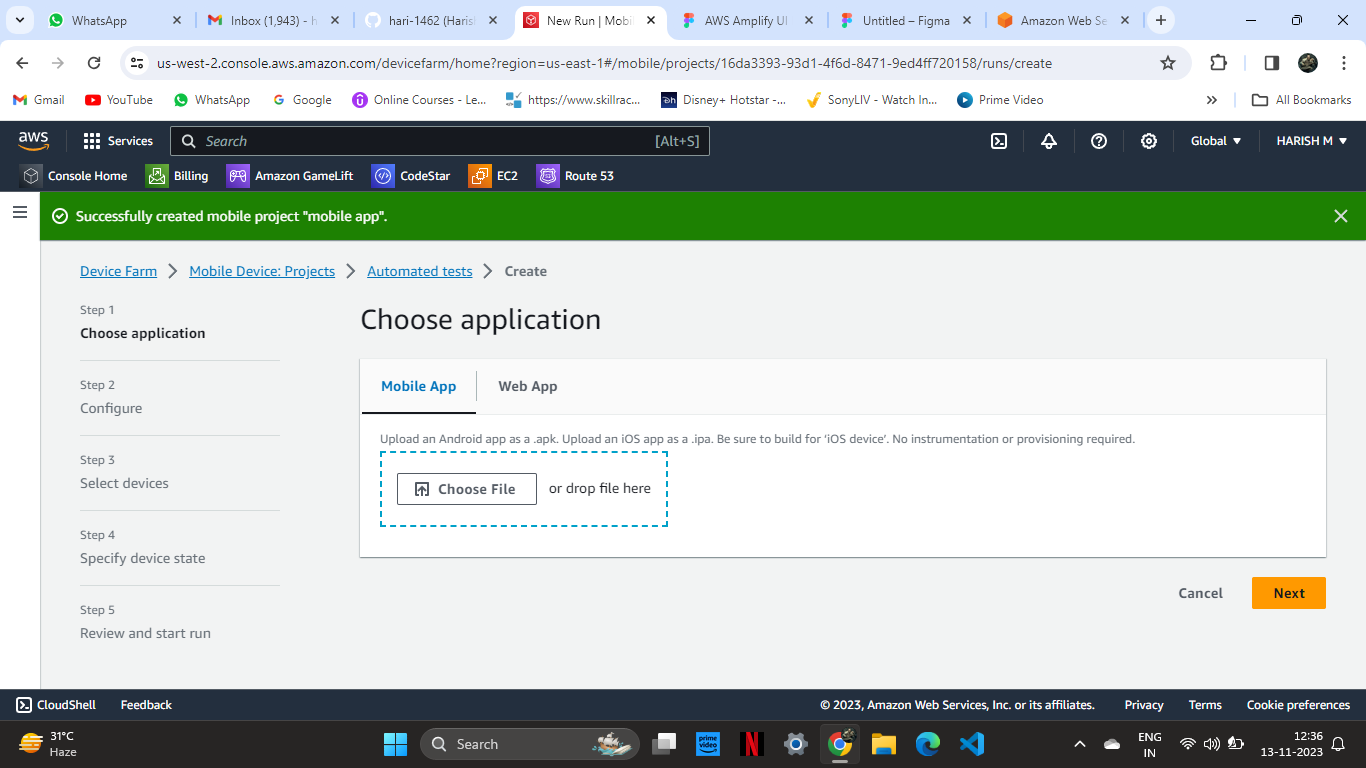 WhatsApp
Inbox (1,943) - h
hari-1462 (Haris
New Run | Mobi
AWS Amplify UI
Untitled – Figma
Amazon Web Se
us-west-2.console.aws.amazon.com/devicefarm/home?region=us-east-1#/mobile/projects/16da3393-93d1-4f6d-8471-9ed4ff720158/runs/create
Gmail
YouTube
WhatsApp
Google
Online Courses - Le...
https://www.skillrac...
Disney+ Hotstar -...
SonyLIV - Watch In...
Prime Video
All Bookmarks
aws
Services
Search
[Alt+S]
Global
HARISH M
Console Home
Billing
Amazon GameLift
CodeStar
EC2
Route 53
Successfully created mobile project "mobile app".
Device Farm
Mobile Device: Projects
Automated tests
Create
Step 1
Choose application
Step 2
Configure
Step 3
Select devices
Step 4
Specify device state
Step 5
Review and start run
Choose application
Mobile App
Web App
Upload an Android app as a .apk. Upload an iOS app as a .ipa. Be sure to build for ‘iOS device’. No instrumentation or provisioning required.
Choose File
or drop file here
Cancel
Next
CloudShell
Feedback
© 2023, Amazon Web Services, Inc. or its affiliates.
Privacy
Terms
Cookie preferences
31°C
Haze
Search
prime video
ENG
IN
12:36
13-11-2023